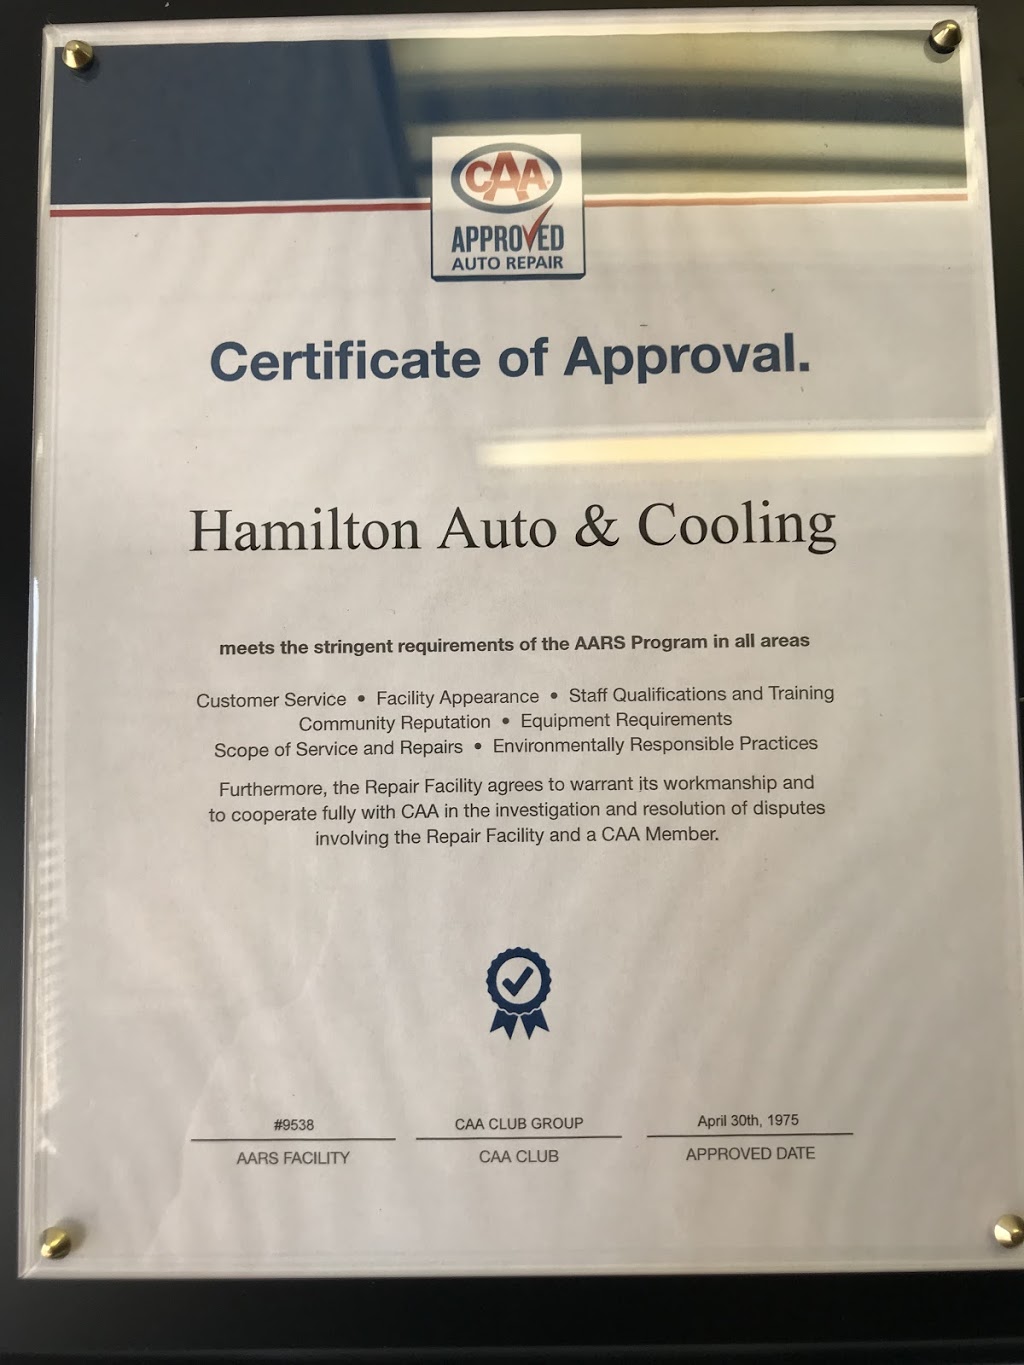 CAA
APPROVED
AUTO REPAIR
Certificate of Approval.
Hamilton Auto & Cooling
meets the stringent requirements of the AARS Program in all areas
Customer Service • Facility Appearance • Staff Qualifications and Training
Community Reputation • Equipment Requirements
Scope of Service and Repairs • Environmentally Responsible Practices
Furthermore, the Repair Facility agrees to warrant its workmanship and
to cooperate fully with CAA in the investigation and resolution of disputes
involving the Repair Facility and a CAA Member.
#9538 CAA CLUB GROUP April 30th, 1975
AARS FACILITY CAA CLUB APPROVED DATE